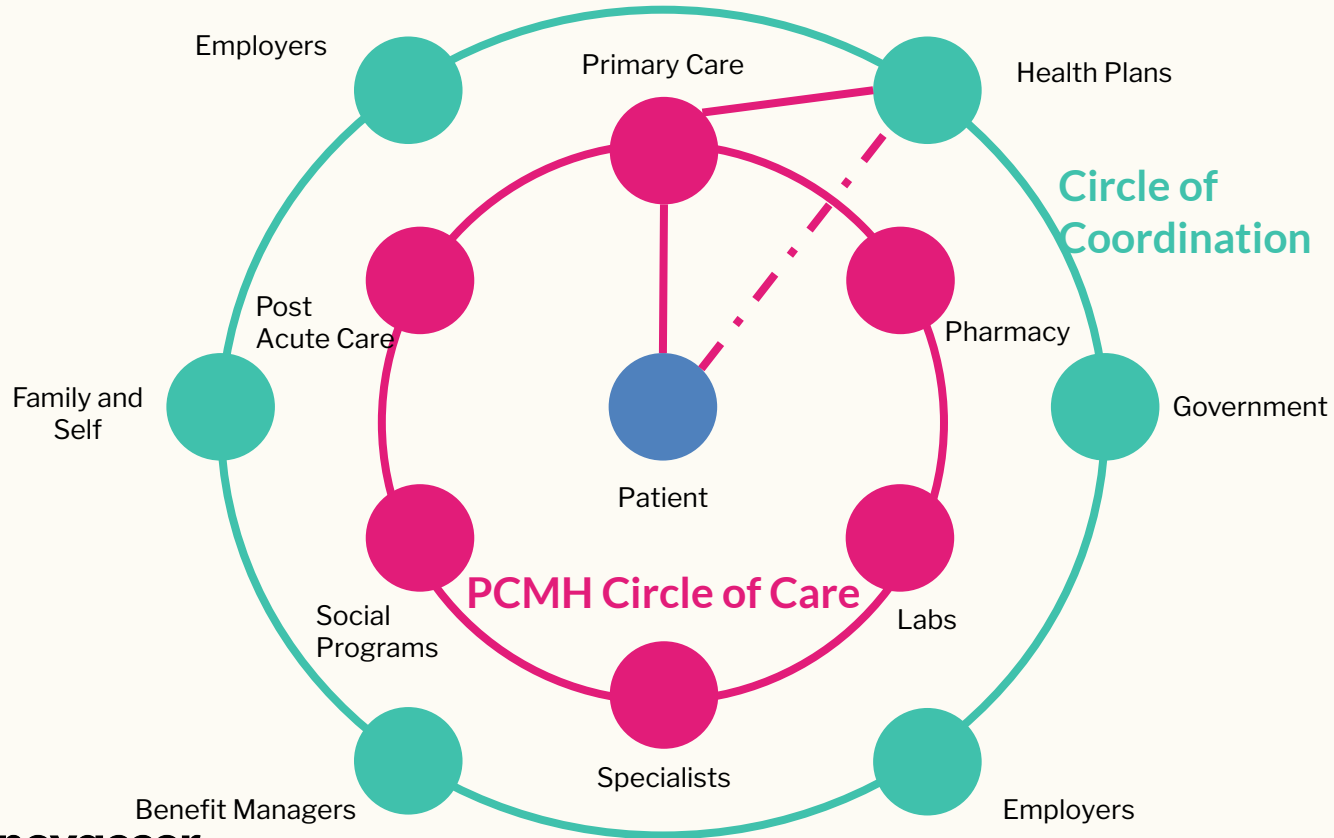 Employers
Primary Care
Health Plans
Circle of
Coordination
Post
Acute Care
Pharmacy
Family and
Self
Government
Patient
PCMH Circle of Care
Social
Programs
Labs
Specialists
Benefit Managers
Employers